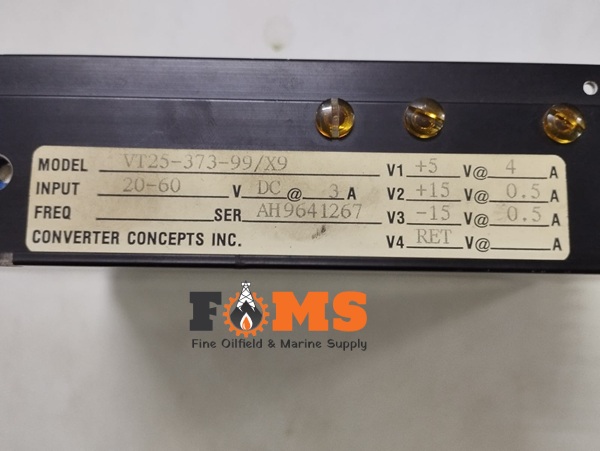 MODEL VT25-373-99/X9 V1 +5 V@ 4 A
INPUT 20-60 V DC @ 3 A V2 +15 V@ 0.5 A
FREQ SER AH9641267 V3 -15 V@ 0.5 A
CONVERTER CONCEPTS INC. V4 RET V@ A
FOMS
Fine Oilfield & Marine Supply